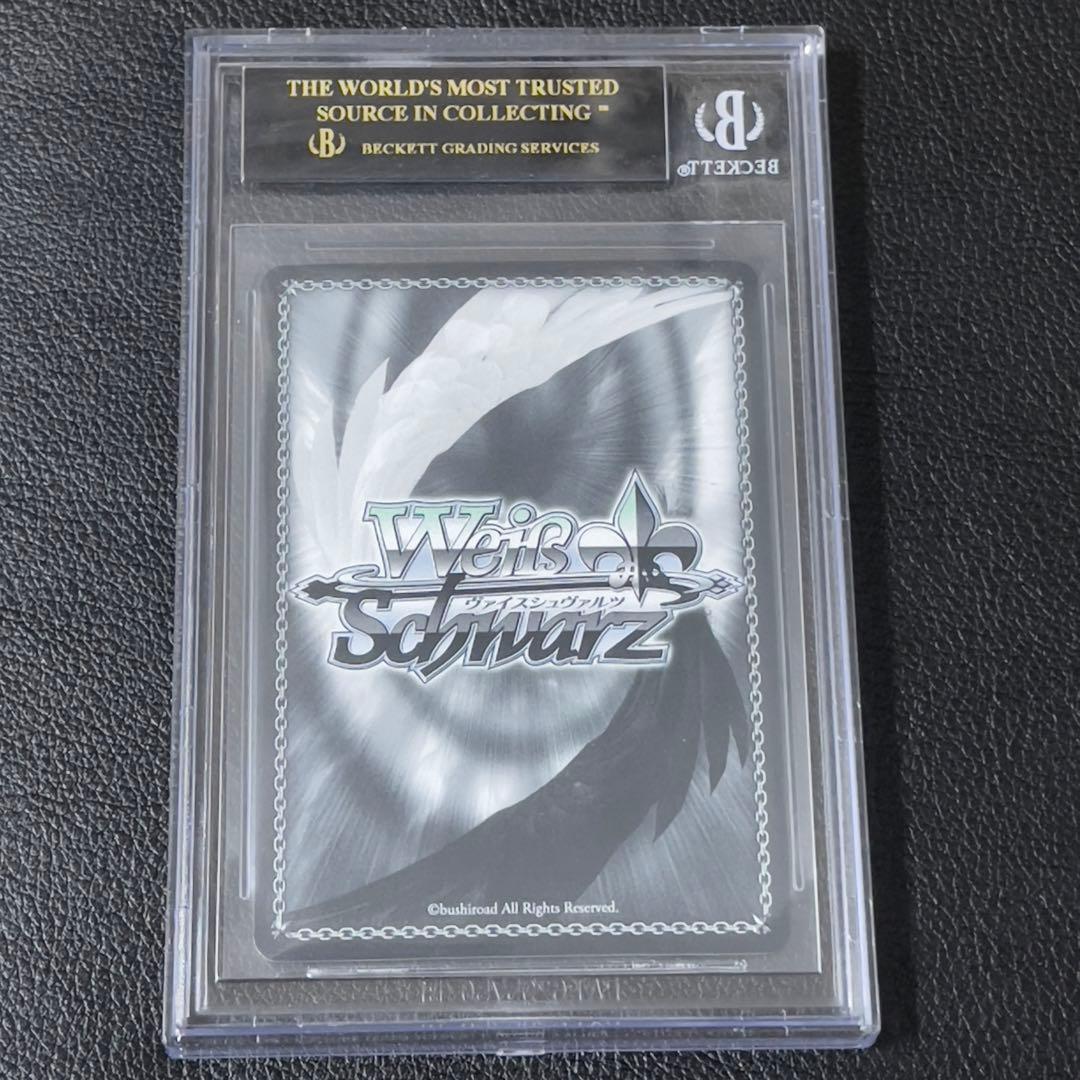 THE WORLD'S MOST TRUSTED
SOURCE IN COLLECTING ™
B BECKETT GRADING SERVICES
B
BECKETT®
Weiß
ヴァイスシュヴァルツ
Schwarz
©bushiroad All Rights Reserved.